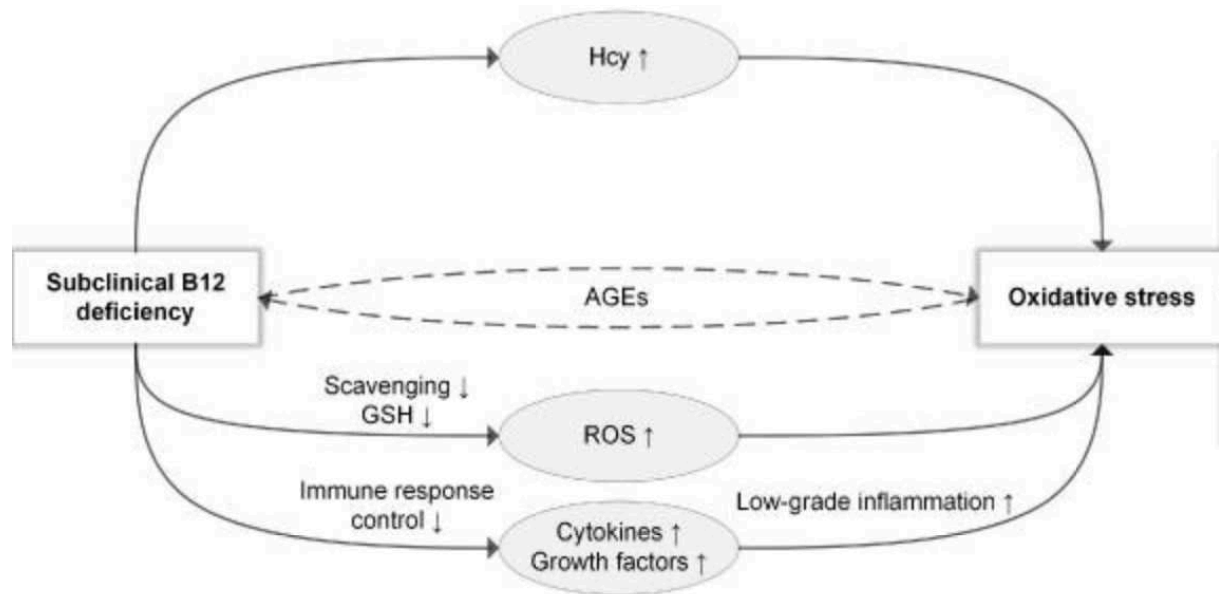 Hcy ↑
Subclinical B12
deficiency
AGEs
Oxidative stress
Scavenging ↓
GSH ↓
ROS ↑
Immune response
control ↓
Cytokines ↑
Growth factors ↑
Low-grade inflammation ↑